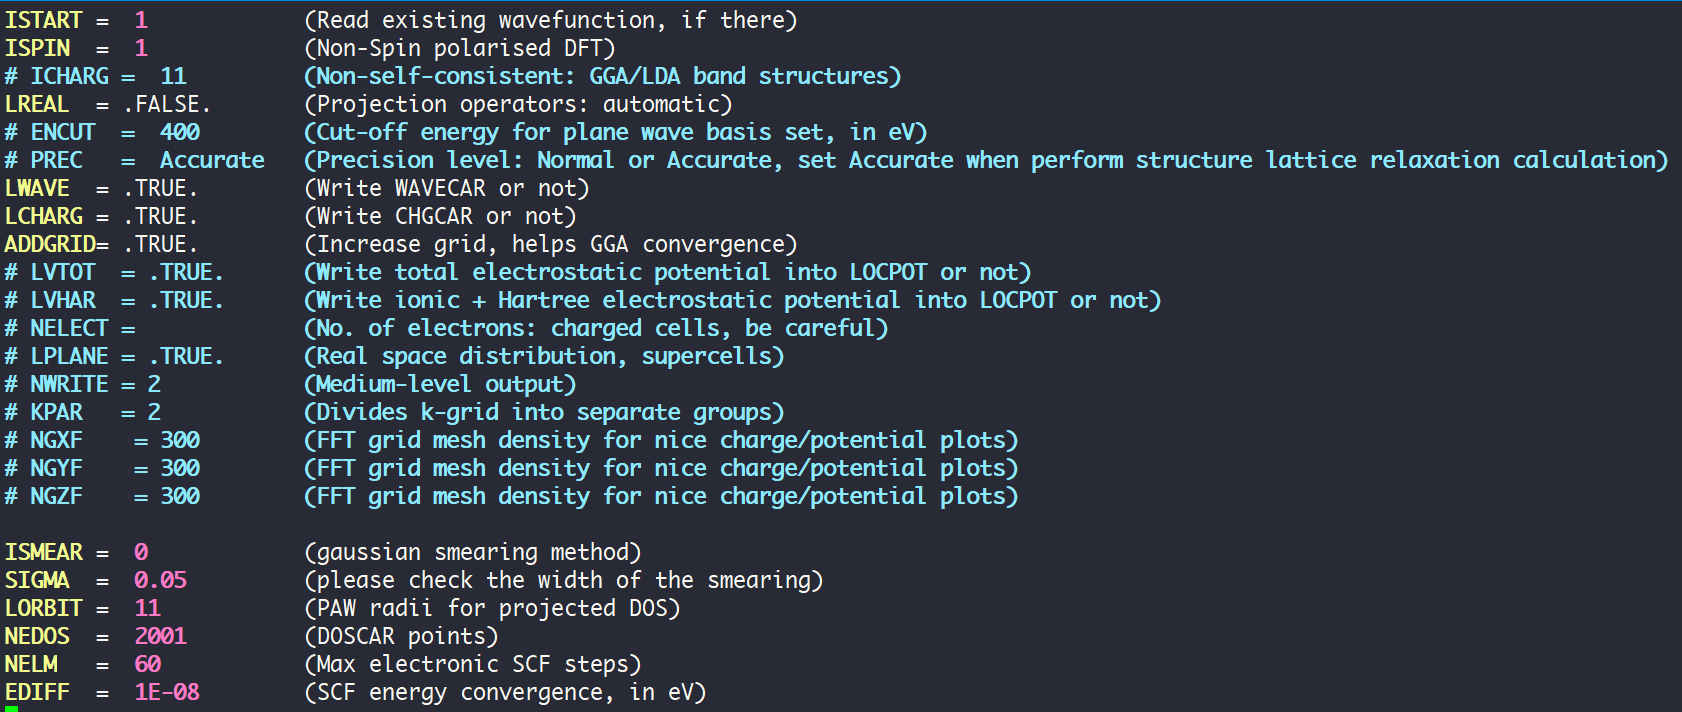 ISTART =  1            (Read existing wavefunction, if there)
ISPIN  =  1            (Non-Spin polarised DFT)
# ICHARG =  11         (Non-self-consistent: GGA/LDA band structures)
LREAL  = .FALSE.       (Projection operators: automatic)
# ENCUT  =  400        (Cut-off energy for plane wave basis set, in eV)
# PREC   =  Accurate   (Precision level: Normal or Accurate, set Accurate when perform structure lattice relaxation calculation)
LWAVE  = .TRUE.        (Write WAVECAR or not)
LCHARG = .TRUE.        (Write CHGCAR or not)
ADDGRID= .TRUE.        (Increase grid, helps GGA convergence)
# LVTOT  = .TRUE.      (Write total electrostatic potential into LOCPOT or not)
# LVHAR  = .TRUE.      (Write ionic + Hartree electrostatic potential into LOCPOT or not)
# NELECT =             (No. of electrons: charged cells, be careful)
# LPLANE = .TRUE.      (Real space distribution, supercells)
# NWRITE = 2           (Medium-level output)
# KPAR   = 2           (Divides k-grid into separate groups)
# NGXF    = 300        (FFT grid mesh density for nice charge/potential plots)
# NGYF    = 300        (FFT grid mesh density for nice charge/potential plots)
# NGZF    = 300        (FFT grid mesh density for nice charge/potential plots)
ISMEAR =  0            (gaussian smearing method)
SIGMA  =  0.05         (please check the width of the smearing)
LORBIT =  11           (PAW radii for projected DOS)
NEDOS  =  2001         (DOSCAR points)
NELM   =  60           (Max electronic SCF steps)
EDIFF  =  1E-08        (SCF energy convergence, in eV)